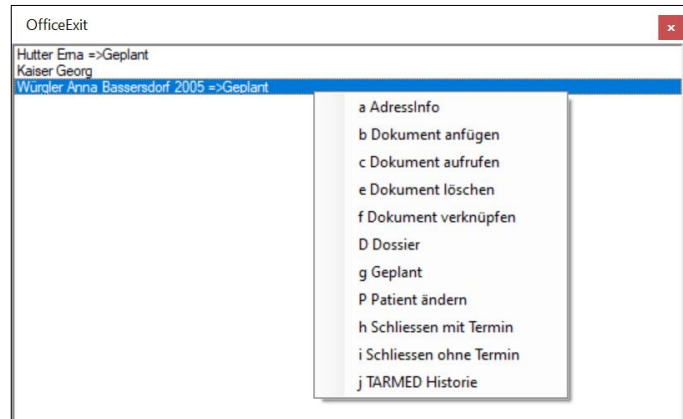 OfficeExit
x
Hutter Erna =>Geplant
Kaiser Georg
Würgler Anna Bassersdorf 2005 =>Geplant
a AdressInfo
b Dokument anfügen
c Dokument aufrufen
e Dokument löschen
f Dokument verknüpfen
D Dossier
g Geplant
P Patient ändern
h Schliessen mit Termin
i Schliessen ohne Termin
j TARMED Historie